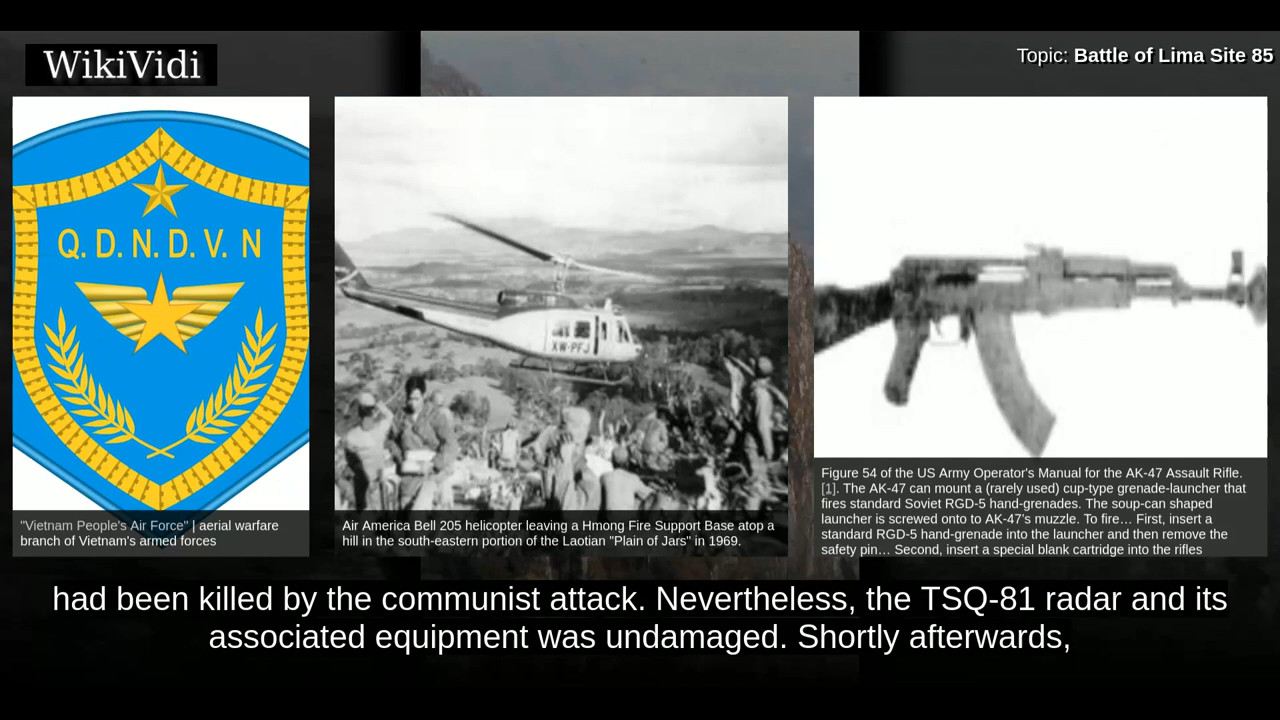 WikiVidi
Topic: Battle of Lima Site 85
Q. D. N. D. V. N
"Vietnam People's Air Force" | aerial warfare
branch of Vietnam's armed forces
XW-PFJ
Air America Bell 205 helicopter leaving a Hmong Fire Support Base atop a
hill in the south-eastern portion of the Laotian "Plain of Jars" in 1969.
Figure 54 of the US Army Operator's Manual for the AK-47 Assault Rifle.
[1]. The AK-47 can mount a (rarely used) cup-type grenade-launcher that
fires standard Soviet RGD-5 hand-grenades. The soup-can shaped
launcher is screwed onto to AK-47's muzzle. To fire… First, insert a
standard RGD-5 hand-grenade into the launcher and then remove the
safety pin… Second, insert a special blank cartridge into the rifles
had been killed by the communist attack. Nevertheless, the TSQ-81 radar and its
associated equipment was undamaged. Shortly afterwards,